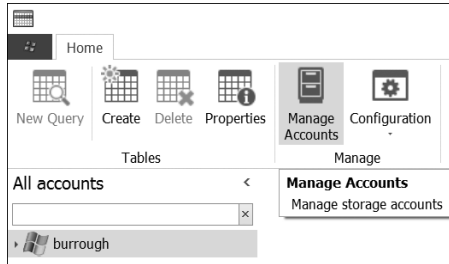 Home
New Query
Create
Delete
Properties
Manage
Accounts
Configuration
Tables
Manage
All accounts
Manage Accounts
Manage storage accounts
burrough